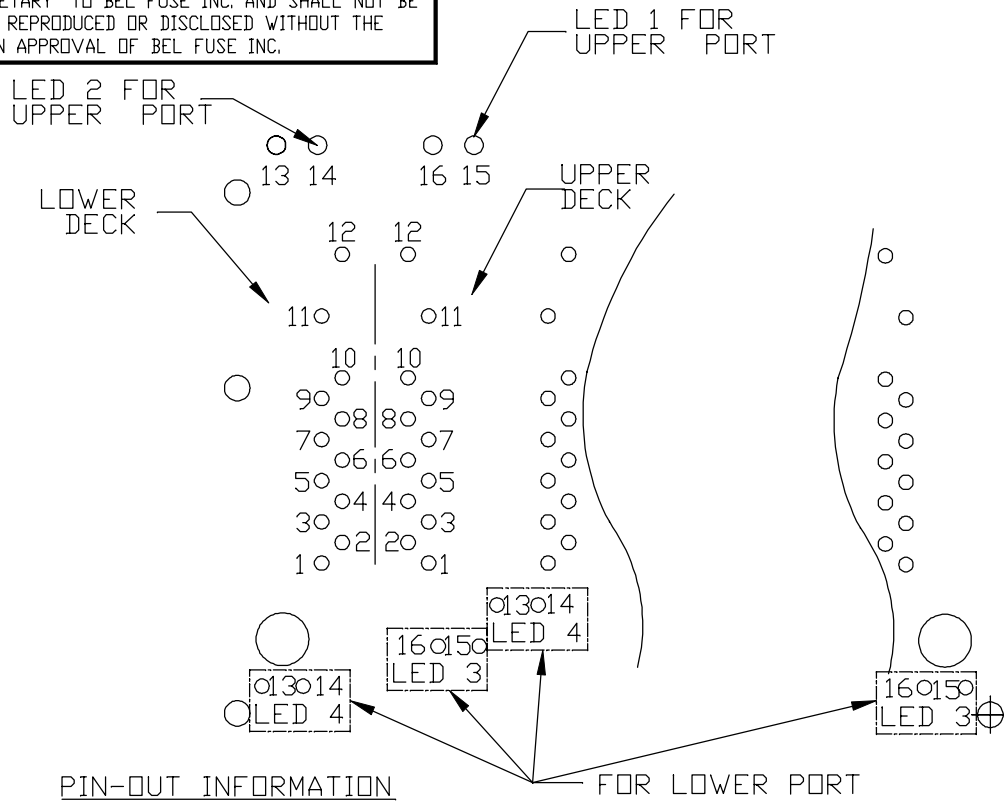 PROPRIETARY TO BEL FUSE INC. AND SHALL NOT BE
REPRODUCED OR DISCLOSED WITHOUT THE
APPROVAL OF BEL FUSE INC.
LED 1 FOR
UPPER PORT
LED 2 FOR
UPPER PORT
13 14
16 15
LOWER
DECK
UPPER
DECK
12 12
11 11
10 10
9 9
8 8
7 7
6 6
5 5
4 4
3 3
2 2
1 1
13 14
LED 4
16 15
LED 3
13 14
LED 4
16 15
LED 3
PIN-OUT INFORMATION
FOR LOWER PORT